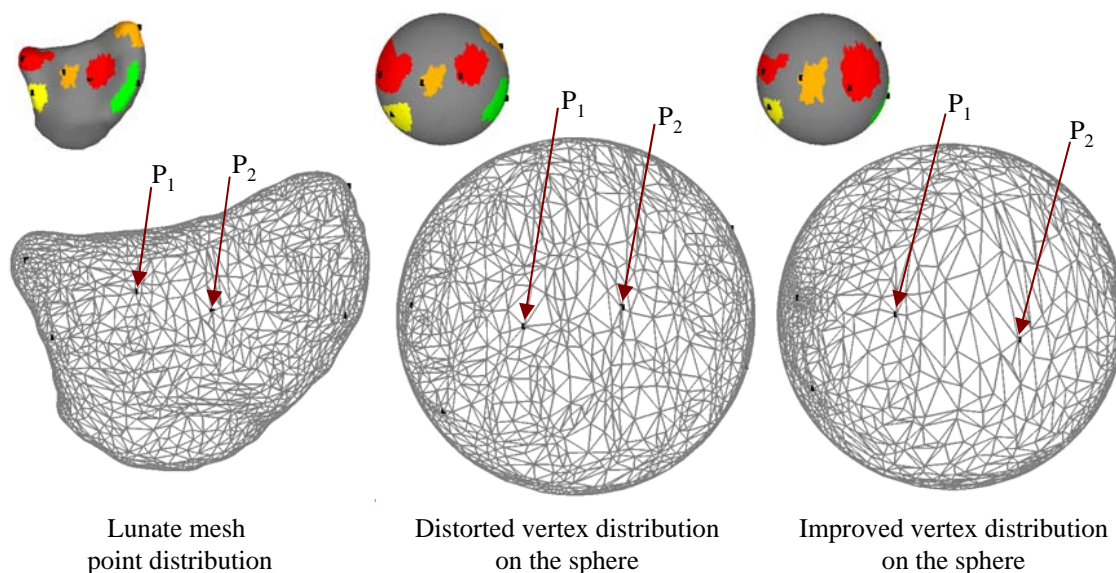 P1
P2
P1
P2
P1
P2
Lunate mesh
point distribution
Distorted vertex distribution
on the sphere
Improved vertex distribution
on the sphere